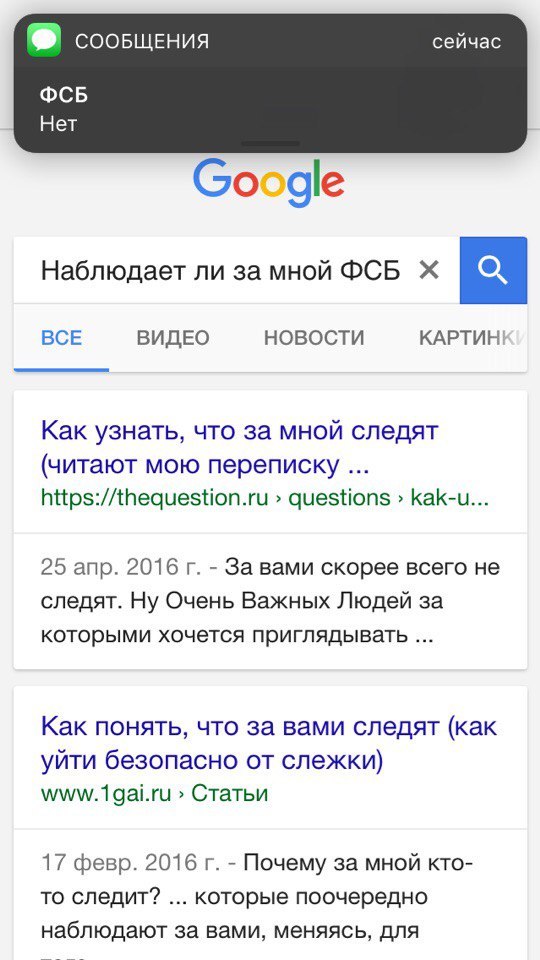 СООБЩЕНИЯ сейчас
ФСБ
Нет
Google
Наблюдает ли за мной ФСБ
ВСЕ ВИДЕО НОВОСТИ КАРТИНКИ
Как узнать, что за мной следят
(читают мою переписку ...
https://thequestion.ru › questions › kak-u...
25 апр. 2016 г. - За вами скорее всего не
следят. Ну Очень Важных Людей за
которыми хочется приглядывать ...
Как понять, что за вами следят (как
уйти безопасно от слежки)
www.1gai.ru › Статьи
17 февр. 2016 г. - Почему за мной кто-
то следит? ... которые поочередно
наблюдают за вами, меняясь, для